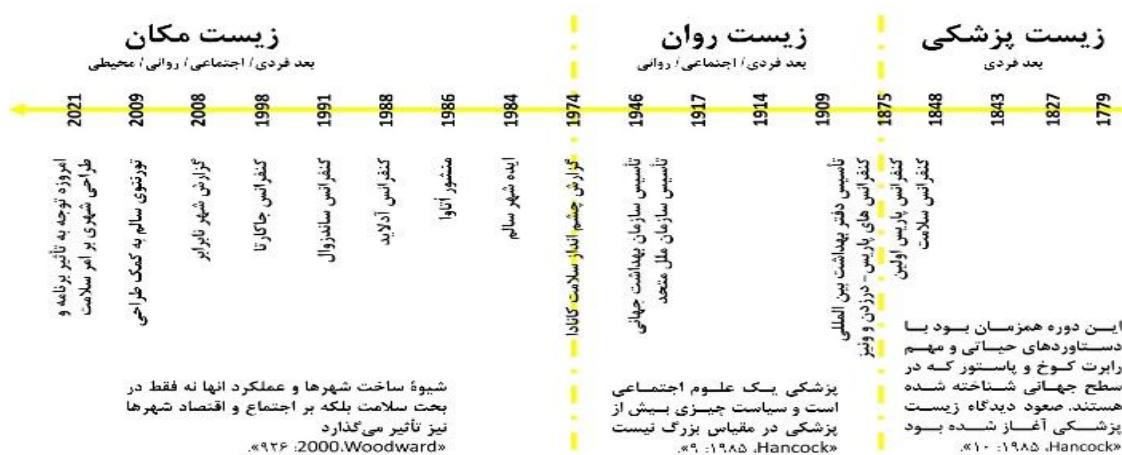 زیست پزشکی
بعد فردی
زیست روان
بعد فردی/ اجتماعی/ روانی
زیست مکان
بعد فردی/ اجتماعی/ روانی/ محیطی
1779
1827
1843
1848
1875
1909
1914
1917
1946
1974
1984
1986
1988
1991
1998
2008
2009
2021
کنفرانس پاریس اولین
کنفرانس سلامت
تأسیس دفتر بهداشت بین المللی
کنفرانس های پاریس- درزدن و ونیز
تأسیس سازمان بهداشت جهانی
تأسیس سازمان ملل متحد
گزارش چشم انداز سلامت کانادا
ایده شهر سالم
منشور اتاوا
کنفرانس آدلاید
کنفرانس ساندزوال
کنفرانس جاکارتا
گزارش شهر نابرابر
تورنتوی سالم به کمک طراحی
امروزه توجه به تأثیر برنامه و
طراحی شهری بر امر سلامت
این دوره همزمان بود با
دستاوردهای حیاتی و مهم
رابرت کوخ و پاستور که در
سطح جهانی شناخته شده
هستند. صعود دیدگاه زیست
پزشکی آغاز شده بود
«Hancock، ۱۹۸۵: ۱۰».
پزشکی یک علوم اجتماعی
است و سیاست چیزی بیش از
پزشکی در مقیاس بزرگ نیست
«Hancock، ۱۹۸۵: ۹».
شیوهٔ ساخت شهرها و عملکرد انها نه فقط در
بحت سلامت بلکه بر اجتماع و اقتصاد شهرها
نیز تأثیر می‌گذارد
«2000.Woodward: ۹۲۶».